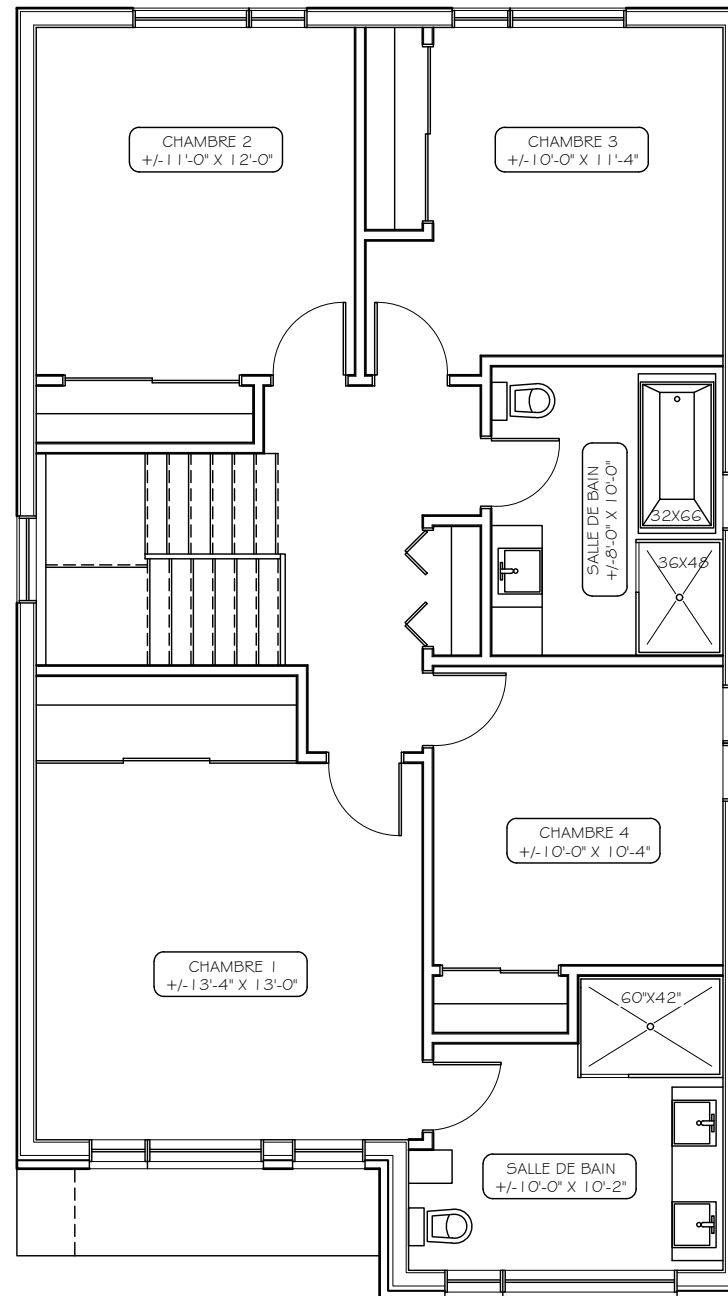 CHAMBRE 2
+/-11'-0" X 12'-0"
CHAMBRE 3
+/-10'-0" X 11'-4"
SALLE DE BAIN
+/-8'-0" X 10'-0"
32X66
36X48
CHAMBRE 4
+/-10'-0" X 10'-4"
CHAMBRE 1
+/-13'-4" X 13'-0"
60"X42"
SALLE DE BAIN
+/-10'-0" X 10'-2"